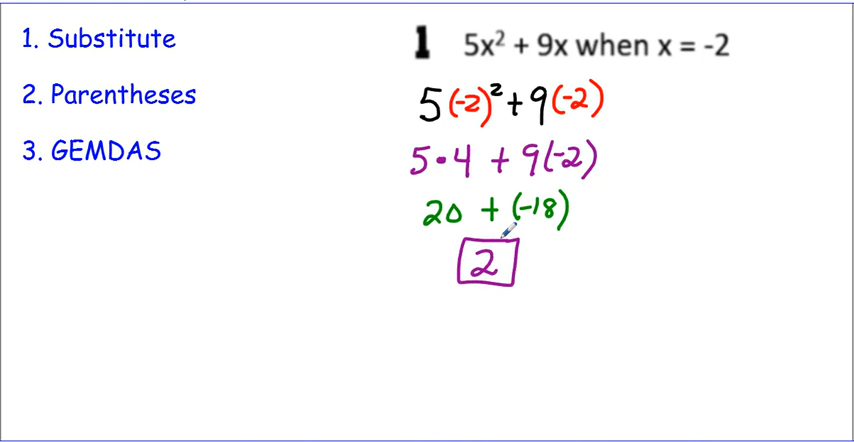 1. Substitute
2. Parentheses
3. GEMDAS
1 5x² + 9x when x = -2
5(-2)² + 9(-2)
5 • 4 + 9(-2)
20 + (-18)
2